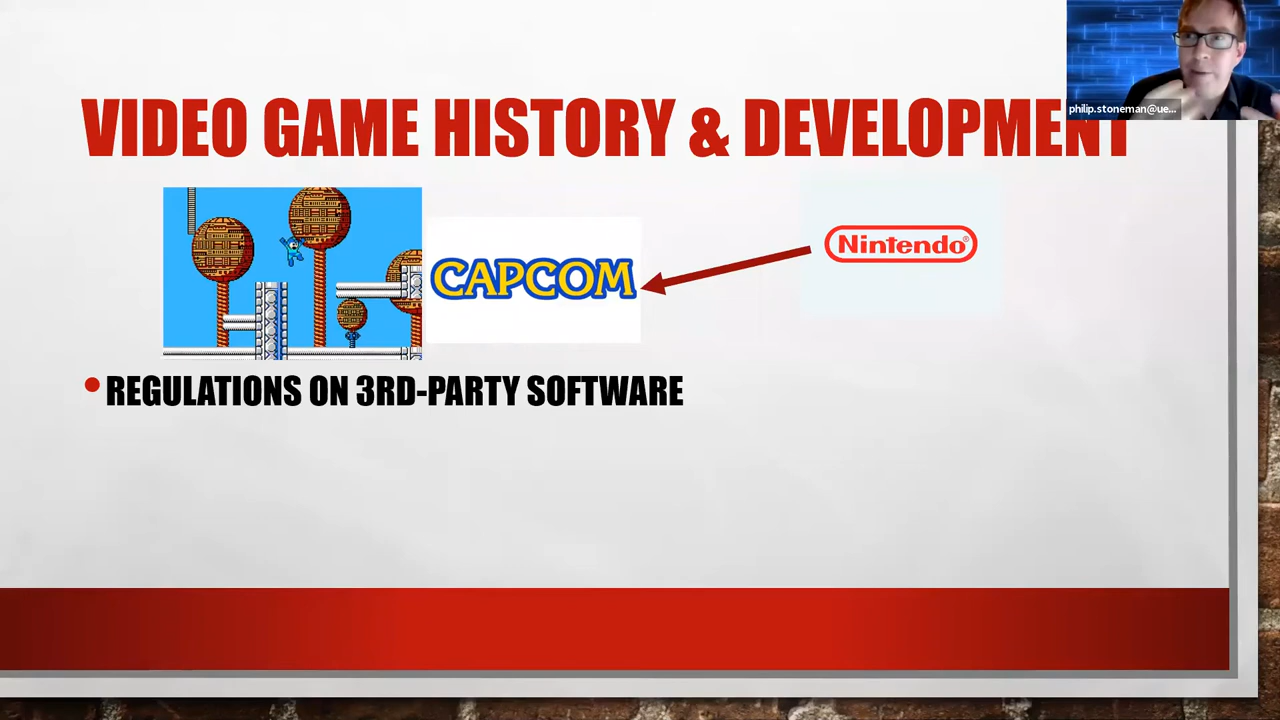 philip.stoneman@ue...
VIDEO GAME HISTORY & DEVELOPMENT
CAPCOM
Nintendo®
•REGULATIONS ON 3RD-PARTY SOFTWARE